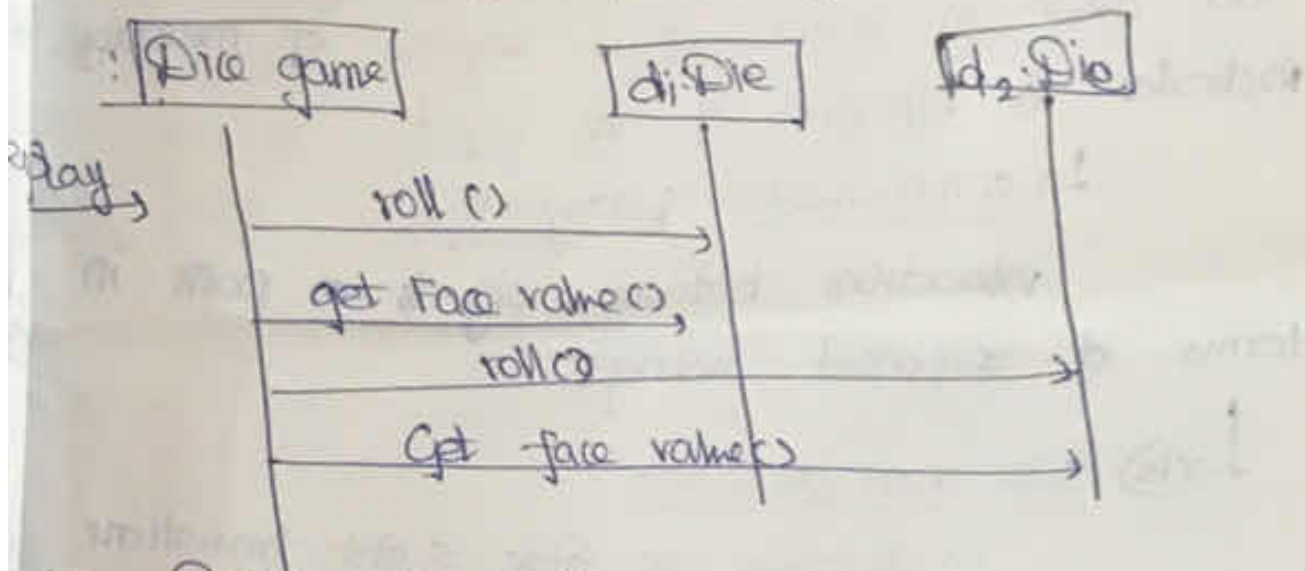 : Dice game
d1:Die
d2:Die
play
roll ()
get Face value()
roll()
Get face value()